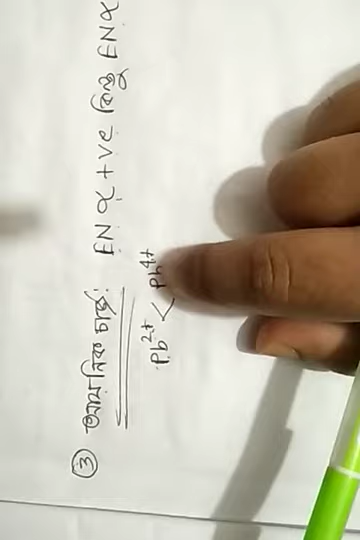 ③ আয়নিক চার্জ: EN ∝ +ve কিন্তু EN ∝
Pb²⁺ < Pb⁴⁺